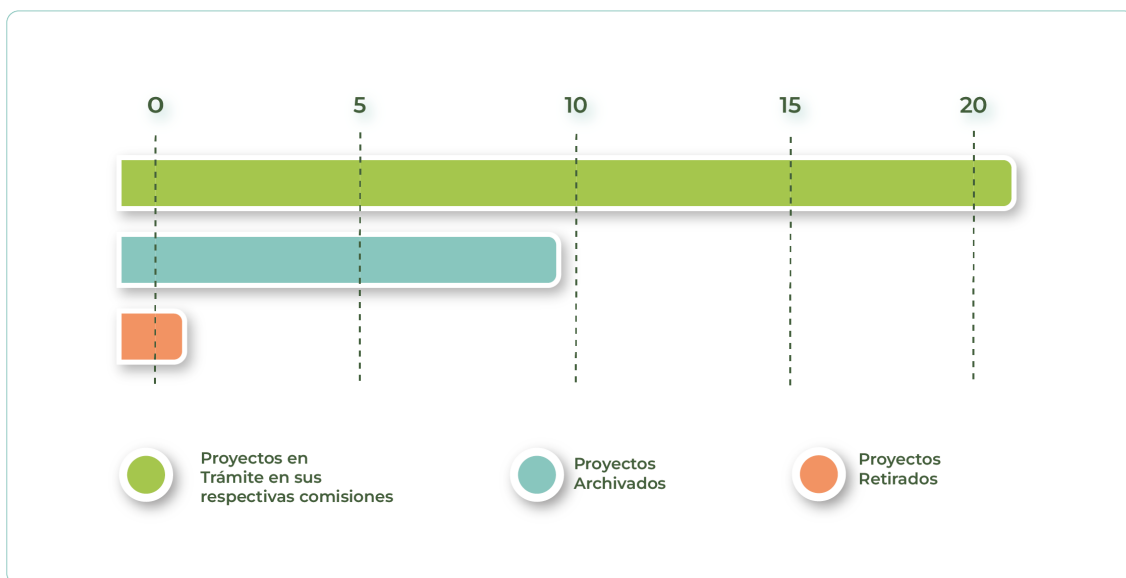 0 5 10 15 20
Proyectos en
Trámite en sus
respectivas comisiones
Proyectos
Archivados
Proyectos
Retirados